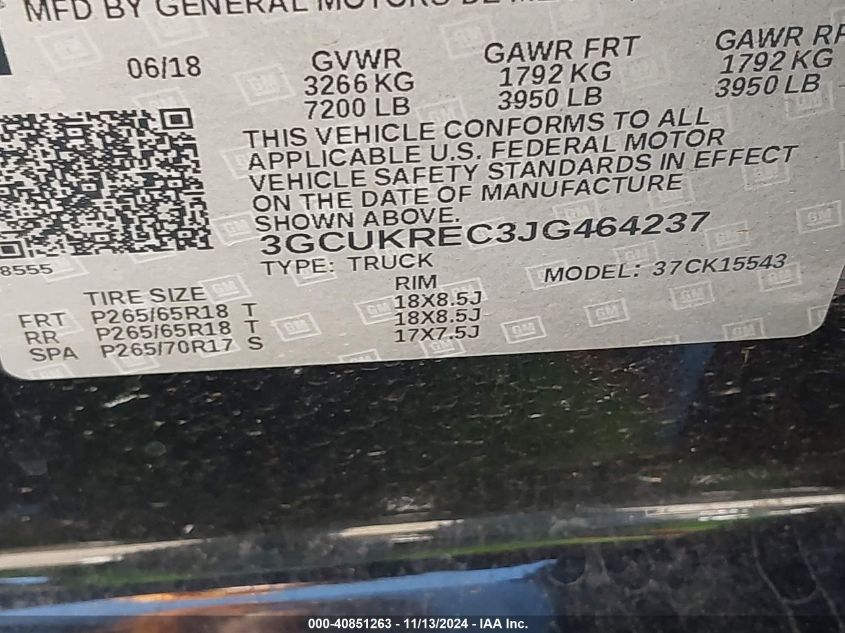 MFD BY GENERAL MOTORS DE
06/18 GVWR GAWR FRT GAWR RR
3266 KG 1792 KG 1792 KG
7200 LB 3950 LB 3950 LB
THIS VEHICLE CONFORMS TO ALL
APPLICABLE U.S. FEDERAL MOTOR
VEHICLE SAFETY STANDARDS IN EFFECT
ON THE DATE OF MANUFACTURE
SHOWN ABOVE.
3GCUKREC3JG464237
8555
TYPE: TRUCK MODEL: 37CK15543
TIRE SIZE RIM
FRT P265/65R18 T 18X8.5J
RR P265/65R18 T 18X8.5J
SPA P265/70R17 S 17X7.5J
000-40851263 - 11/13/2024 - IAA Inc.